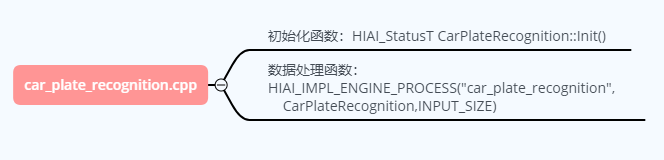 car_plate_recognition.cpp
初始化函数：HIAI_StatusT CarPlateRecognition::Init()
数据处理函数：
HIAI_IMPL_ENGINE_PROCESS("car_plate_recognition",
CarPlateRecognition,INPUT_SIZE)